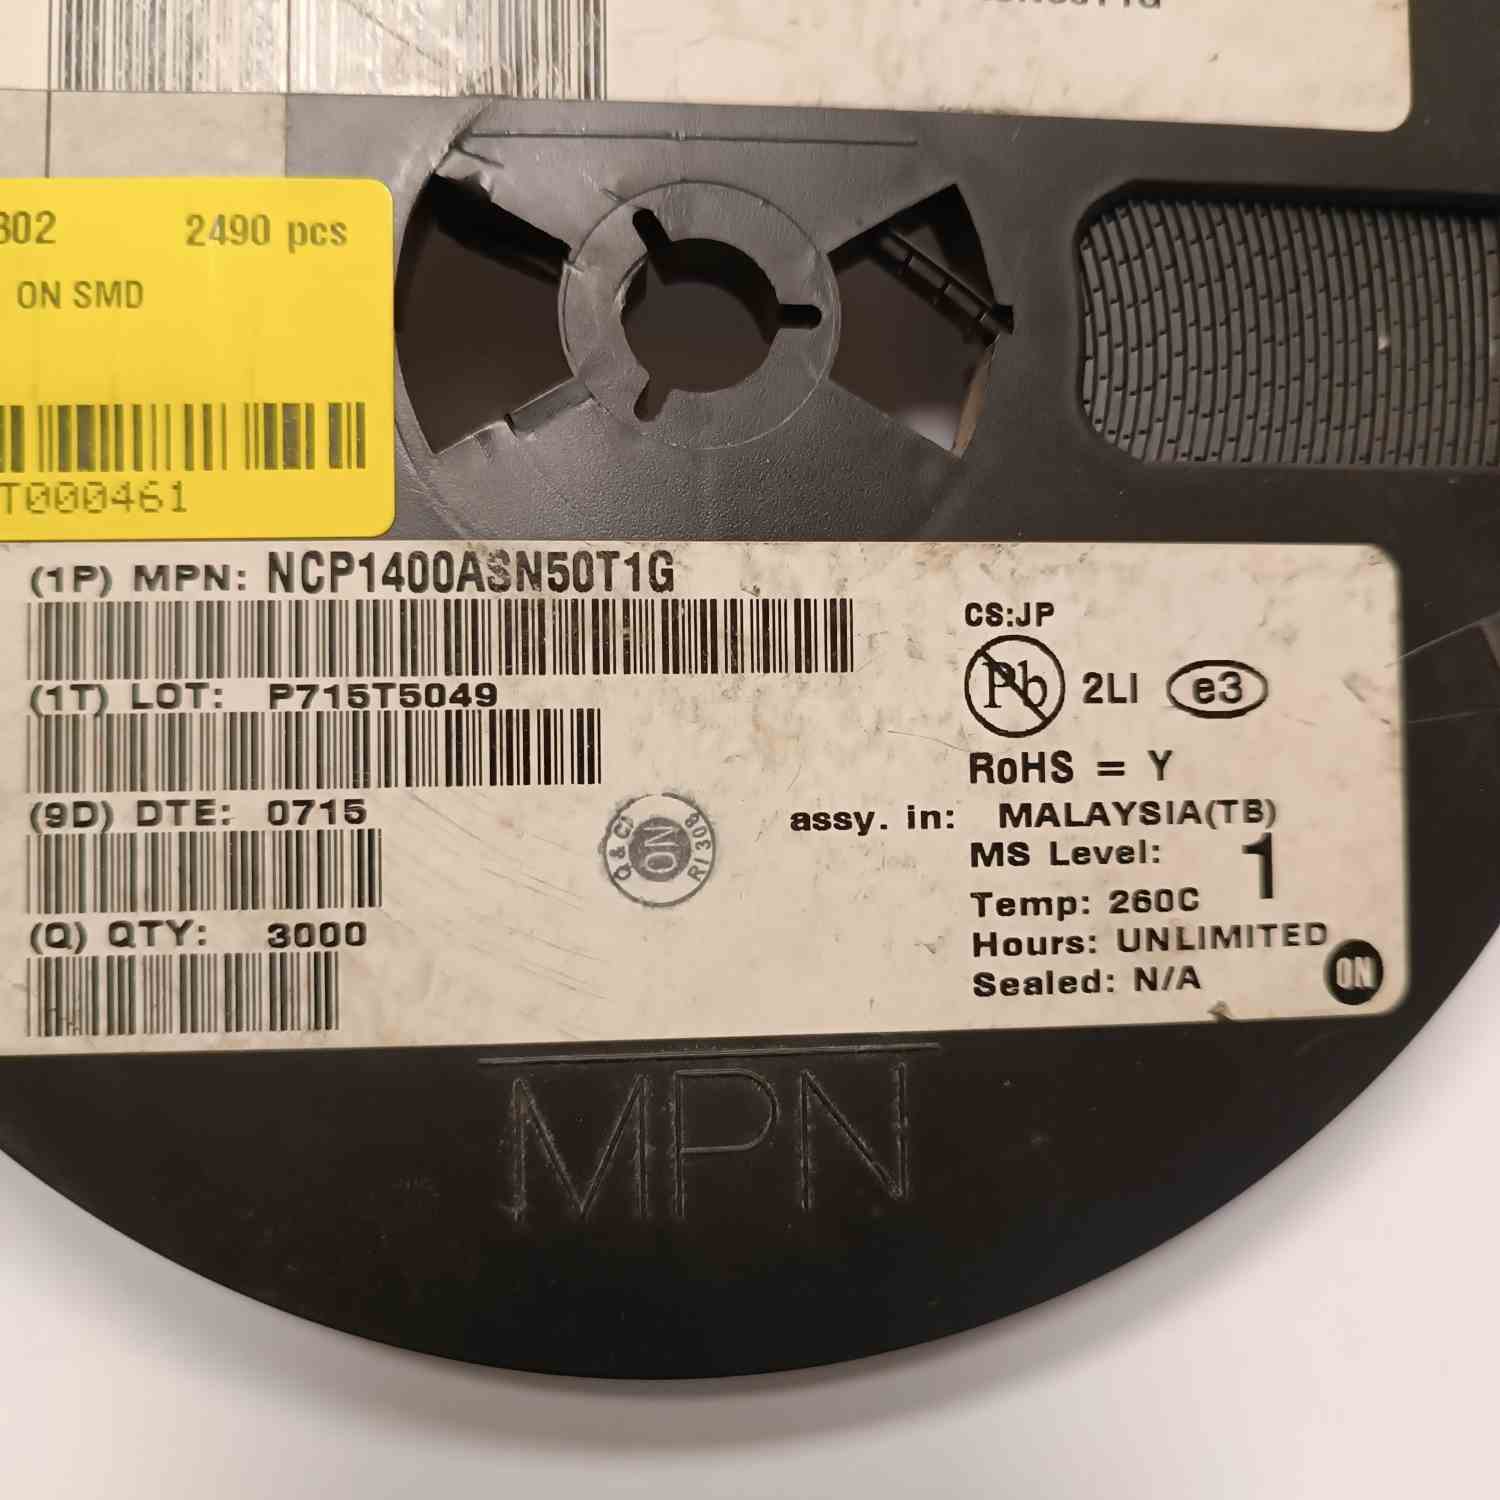 302 2490 pcs
ON SMD
T000461
(1P) MPN: NCP1400ASN50T1G
(1T) LOT: P715T5049
(9D) DTE: 0715
(Q) QTY: 3000
CS:JP
Pb 2LI e3
RoHS = Y
assy. in: MALAYSIA(TB)
MS Level: 1
Temp: 260C
Hours: UNLIMITED
Sealed: N/A
ON
Q & C
NO
R/308
MPN